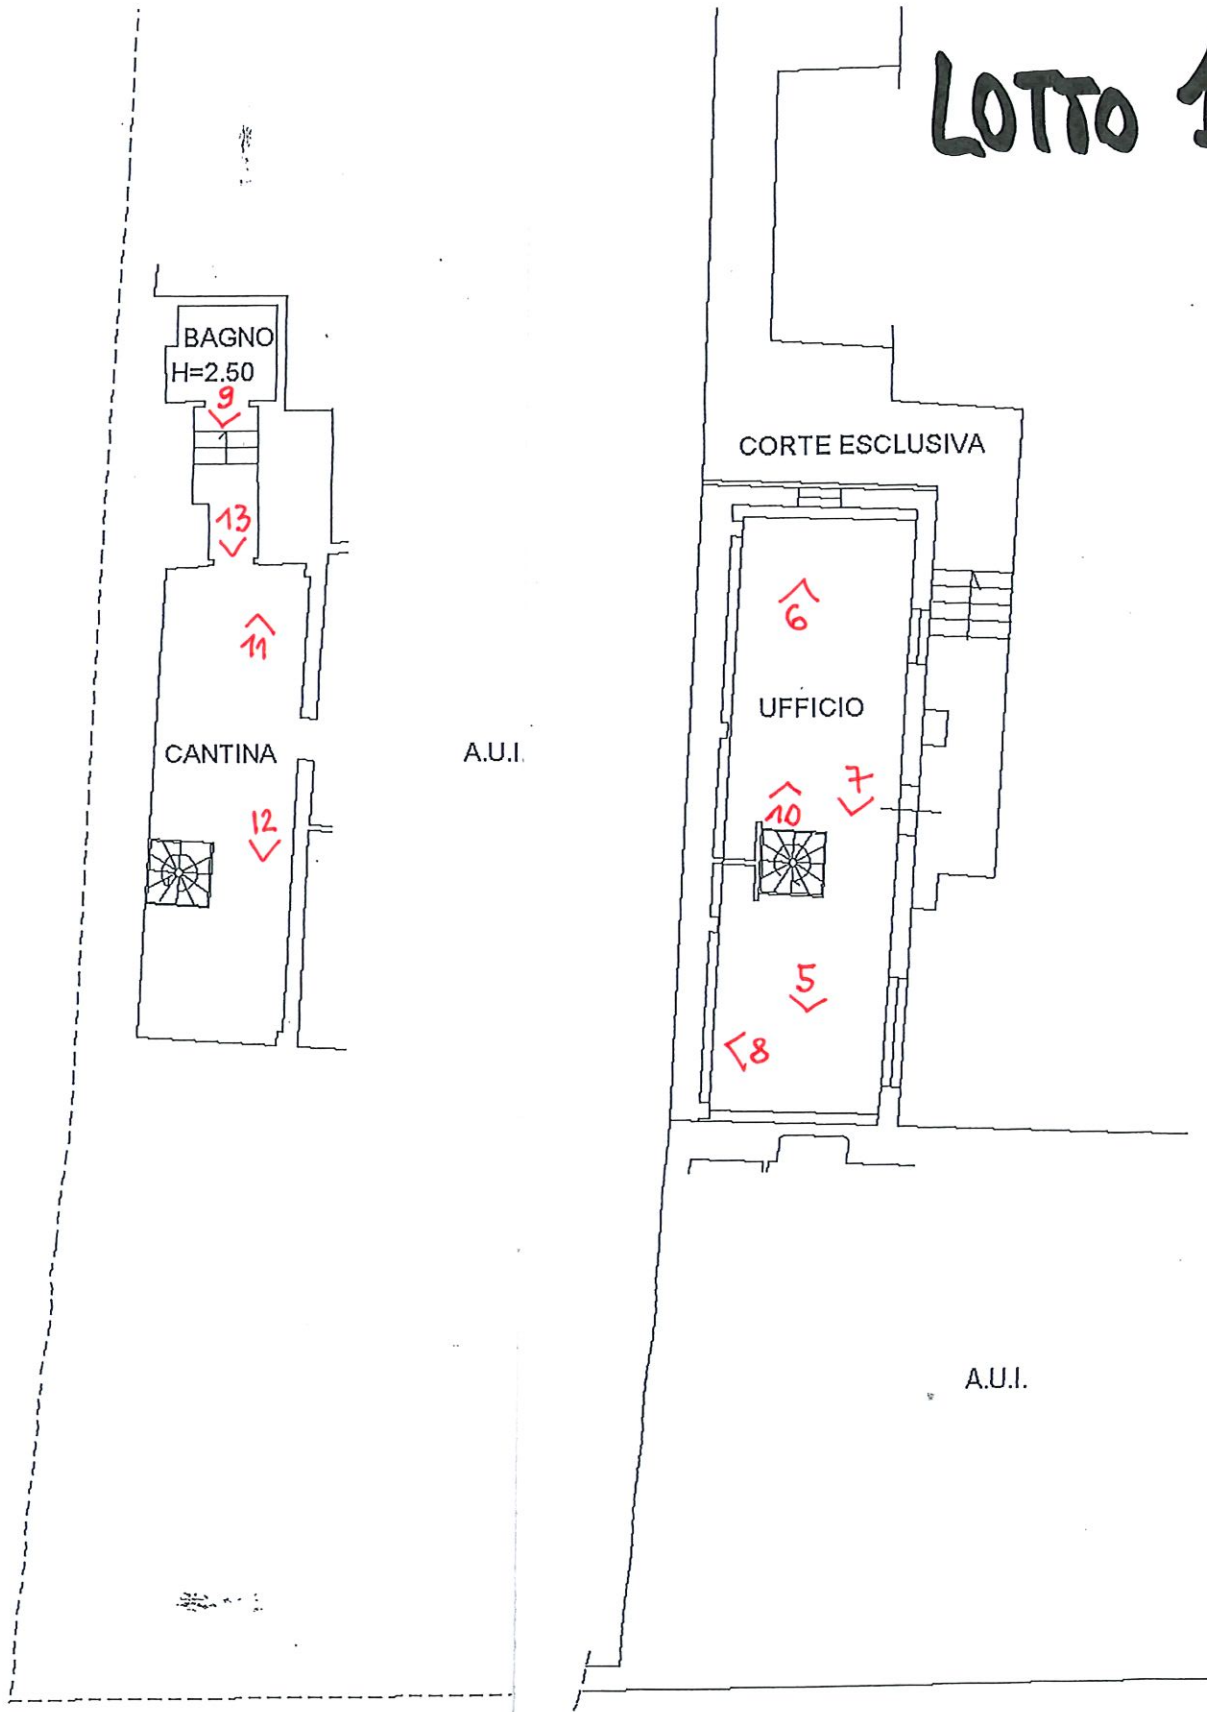 LOTTO 1
BAGNO
H=2.50
9
13
11
CANTINA
12
A.U.I.
CORTE ESCLUSIVA
6
UFFICIO
7
10
5
8
A.U.I.